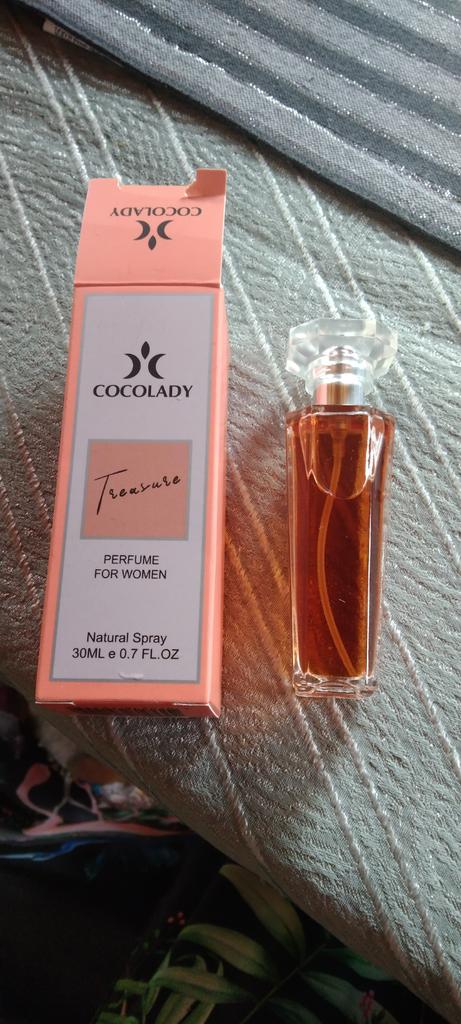 COCOLADY
COCOLADY
Treasure
PERFUME
FOR WOMEN
Natural Spray
30ML e 0.7 FL.OZ